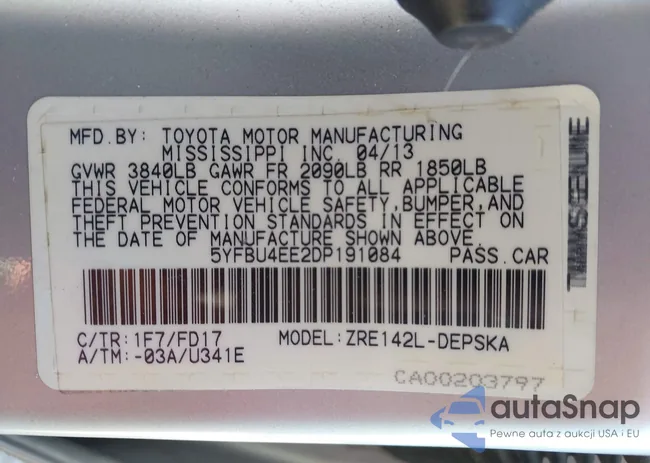 MFD.BY: TOYOTA MOTOR MANUFACTURING
MISSISSIPPI INC. 04/13
GVWR 3840LB GAWR FR 2090LB RR 1850LB
THIS VEHICLE CONFORMS TO ALL APPLICABLE
FEDERAL MOTOR VEHICLE SAFETY,BUMPER,AND
THEFT PREVENTION STANDARDS IN EFFECT ON
THE DATE OF MANUFACTURE SHOWN ABOVE.
5YFBU4EE2DP191084 PASS.CAR
C/TR:1F7/FD17 MODEL:ZRE142L-DEPSKA
A/TM:-03A/U341E
CA00203797
autaSnap
Pewne auta z aukcji USA i EU